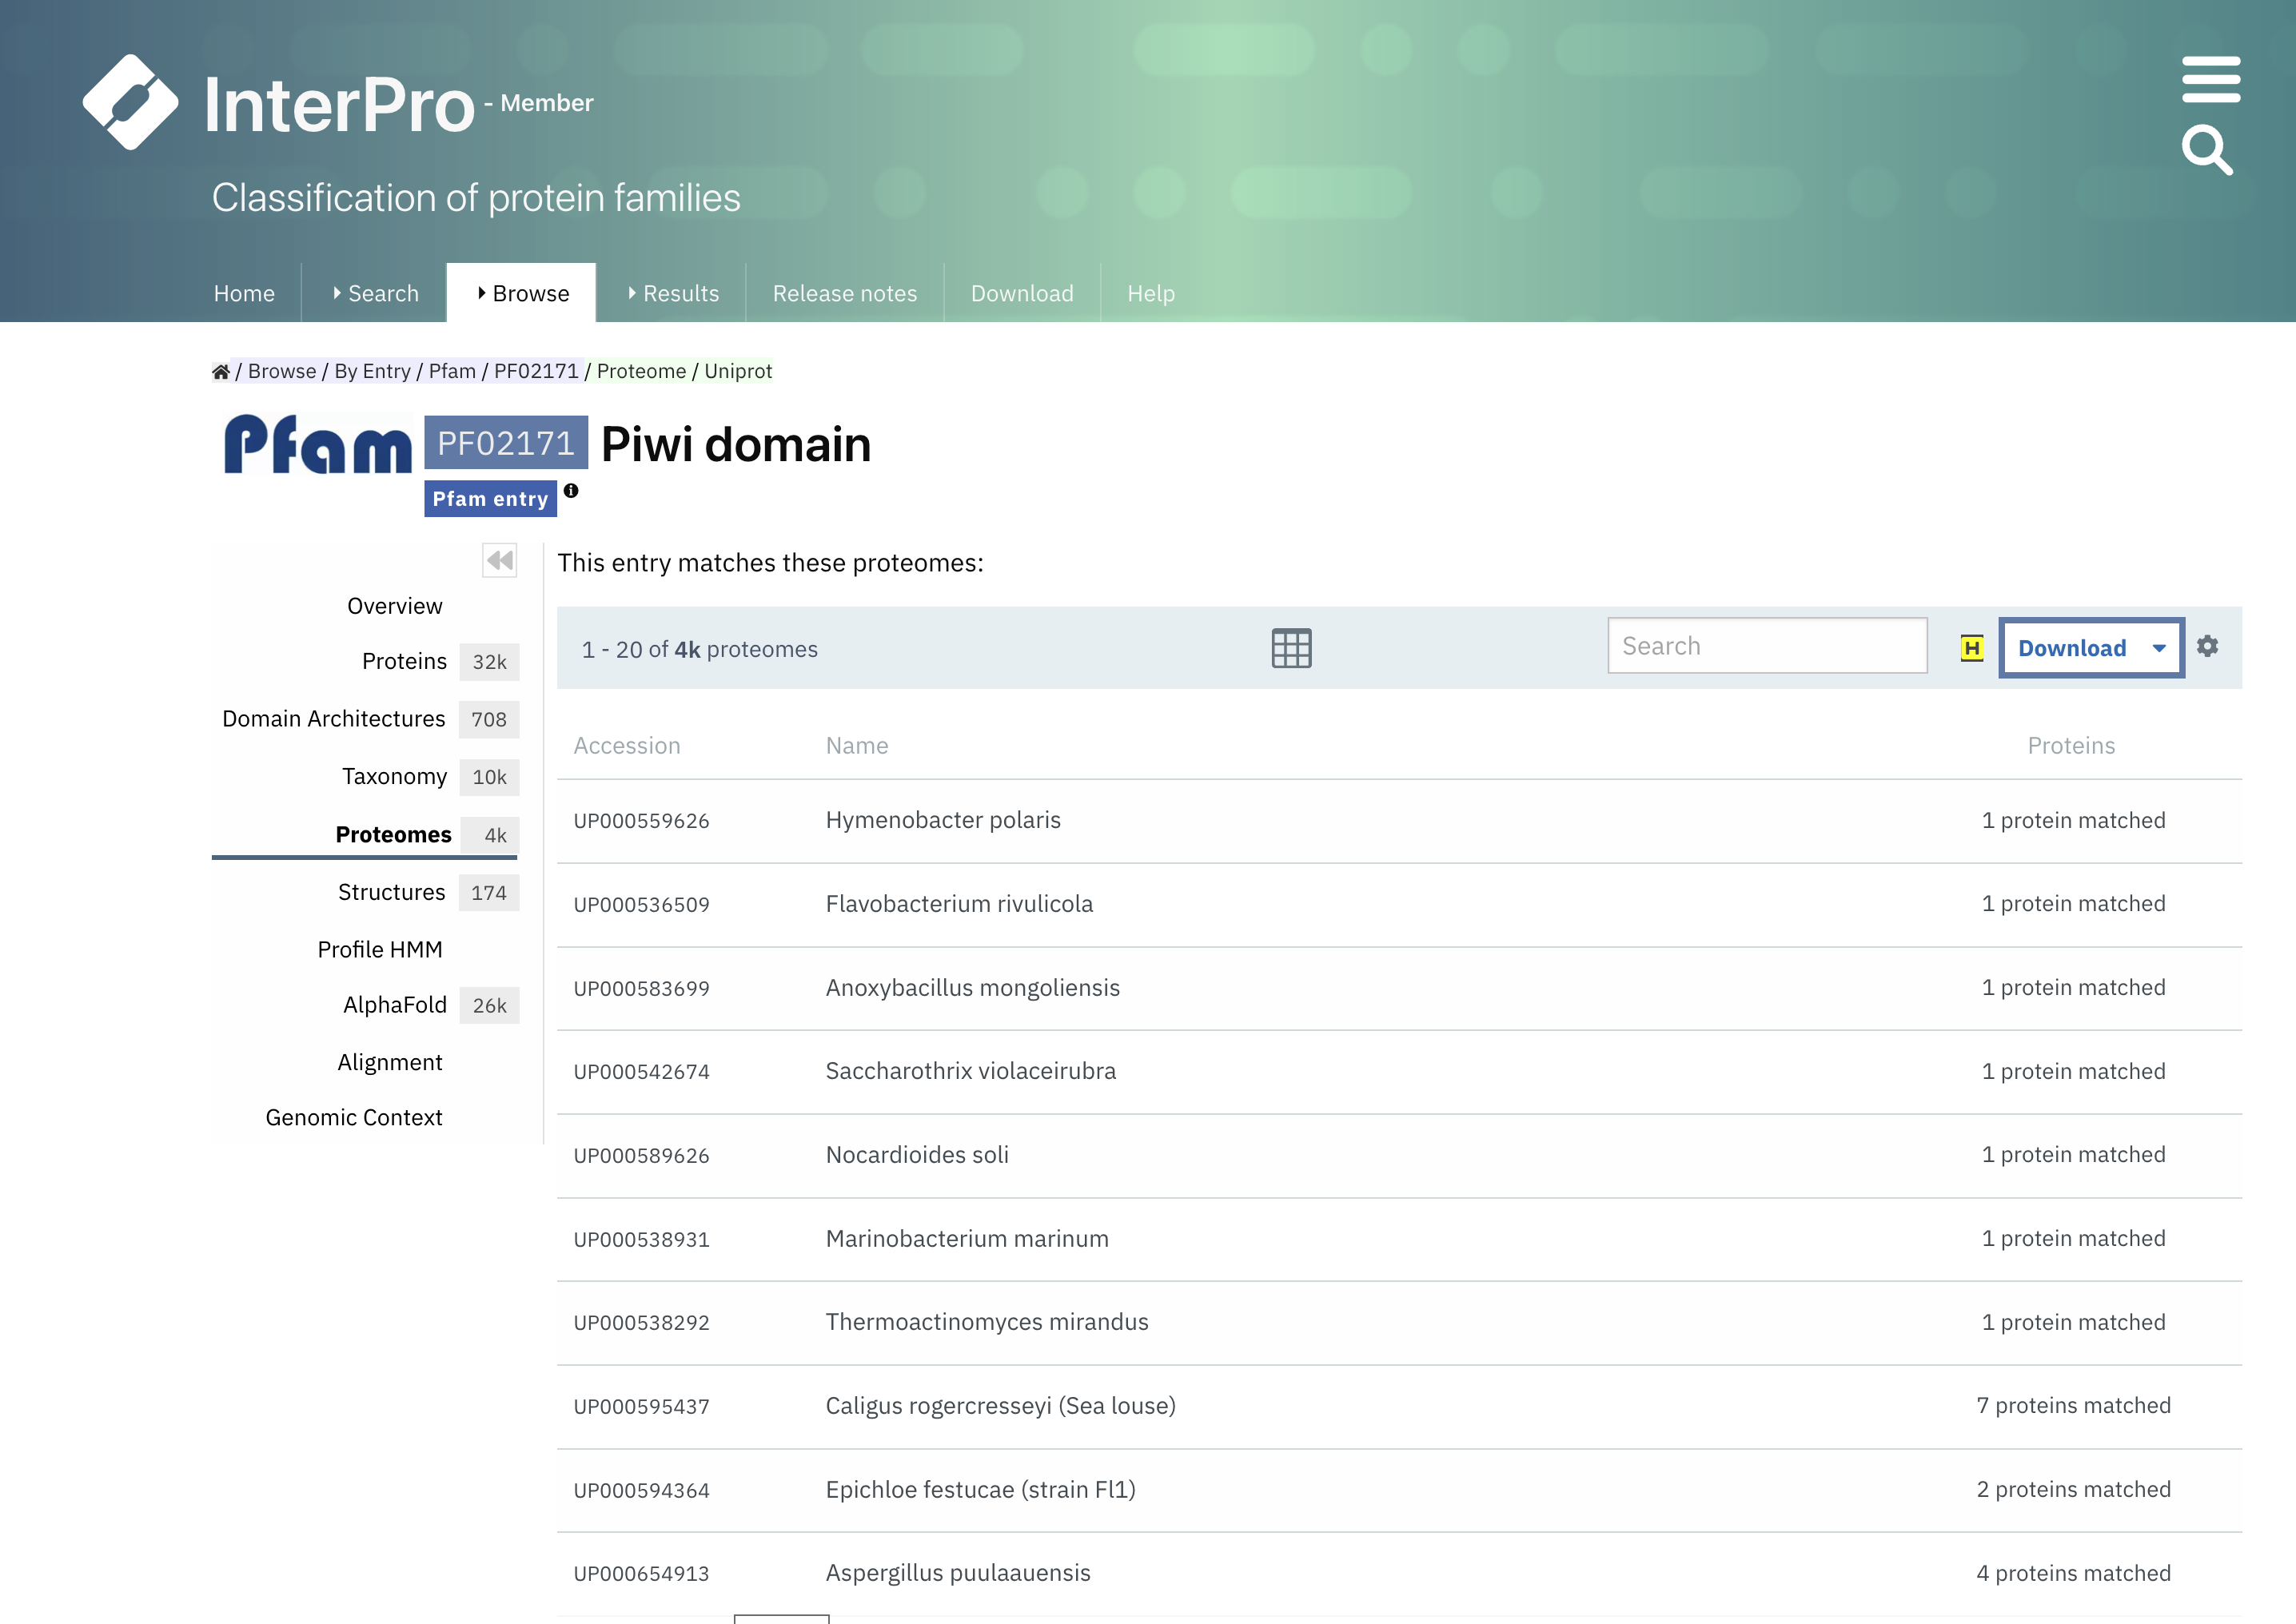 InterPro - Member
Classification of protein families
Home Search Browse Results Release notes Download Help
/ Browse / By Entry / Pfam / PF02171 / Proteome / Uniprot
Pfam PF02171 Piwi domain
Pfam entry
This entry matches these proteomes:
Overview
Proteins 32k
Domain Architectures 708
Taxonomy 10k
Proteomes 4k
Structures 174
Profile HMM
AlphaFold 26k
Alignment
Genomic Context
1 - 20 of 4k proteomes Search H Download
Accession Name Proteins
UP000559626 Hymenobacter polaris 1 protein matched
UP000536509 Flavobacterium rivulicola 1 protein matched
UP000583699 Anoxybacillus mongoliensis 1 protein matched
UP000542674 Saccharothrix violaceirubra 1 protein matched
UP000589626 Nocardioides soli 1 protein matched
UP000538931 Marinobacterium marinum 1 protein matched
UP000538292 Thermoactinomyces mirandus 1 protein matched
UP000595437 Caligus rogercresseyi (Sea louse) 7 proteins matched
UP000594364 Epichloe festucae (strain Fl1) 2 proteins matched
UP000654913 Aspergillus puulaauensis 4 proteins matched